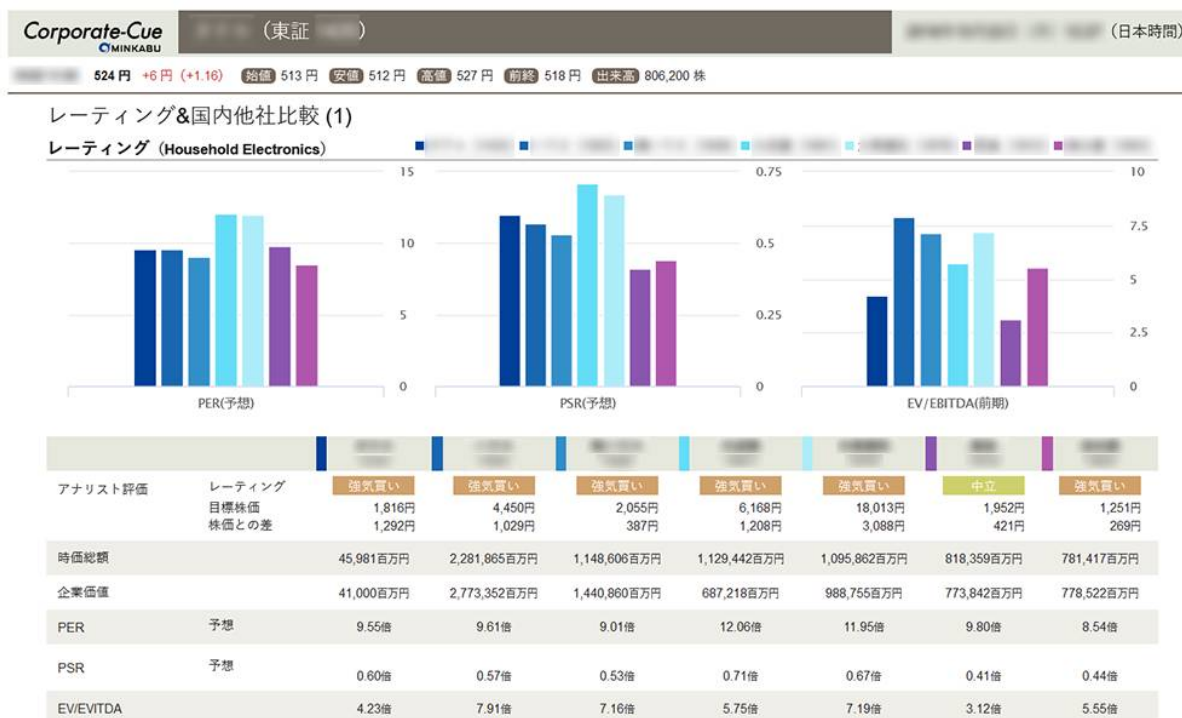 Corporate-Cue
MINKABU
（東証
）
（日本時間）
524 円 +6 円（+1.16） 始値 513 円 安値 512 円 高値 527 円 前終 518 円 出来高 806,200 株
レーティング&国内他社比較 (1)
レーティング（Household Electronics）
15
10
5
0
PER(予想)
0.75
0.5
0.25
0
PSR(予想)
10
7.5
5
2.5
0
EV/EBITDA(前期)
アナリスト評価 レーティング 強気買い 強気買い 強気買い 強気買い 強気買い 中立 強気買い
目標株価 1,816円 4,450円 2,055円 6,168円 18,013円 1,952円 1,251円
株価との差 1,292円 1,029円 387円 1,208円 3,088円 421円 269円
時価総額 45,981百万円 2,281,865百万円 1,148,606百万円 1,129,442百万円 1,095,862百万円 818,359百万円 781,417百万円
企業価値 41,000百万円 2,773,352百万円 1,440,860百万円 687,218百万円 988,755百万円 773,842百万円 778,522百万円
PER 予想 9.55倍 9.61倍 9.01倍 12.06倍 11.95倍 9.80倍 8.54倍
PSR 予想 0.60倍 0.57倍 0.53倍 0.71倍 0.67倍 0.41倍 0.44倍
EV/EVITDA 4.23倍 7.91倍 7.16倍 5.75倍 7.19倍 3.12倍 5.55倍